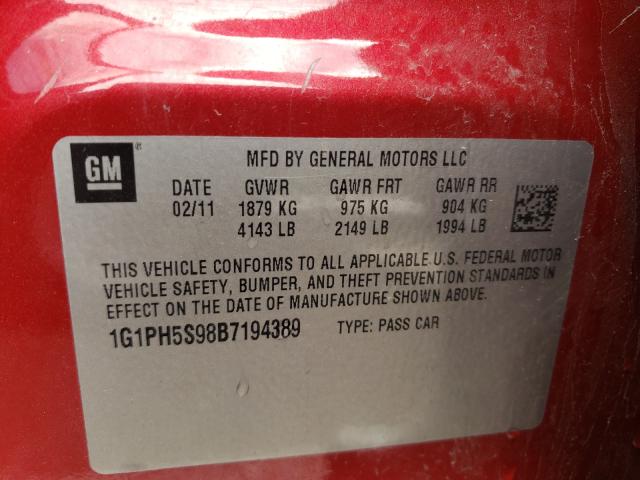 GM
®
MFD BY GENERAL MOTORS LLC
DATE GVWR GAWR FRT GAWR RR
02/11 1879 KG 975 KG 904 KG
4143 LB 2149 LB 1994 LB
THIS VEHICLE CONFORMS TO ALL APPLICABLE U.S. FEDERAL MOTOR
VEHICLE SAFETY, BUMPER, AND THEFT PREVENTION STANDARDS IN
EFFECT ON THE DATE OF MANUFACTURE SHOWN ABOVE.
1G1PH5S98B7194389 TYPE: PASS CAR